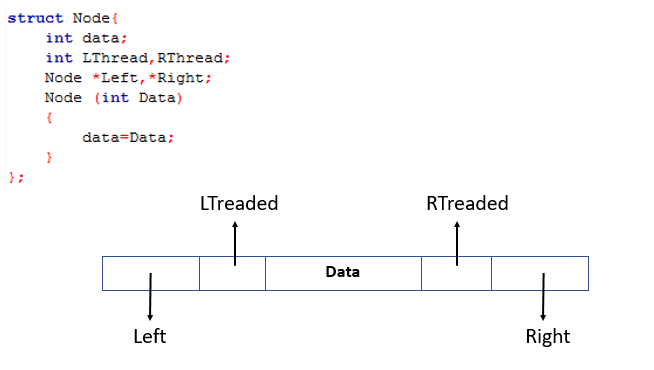 struct Node{
int data;
int LThread,RThread;
Node *Left,*Right;
Node (int Data)
{
data=Data;
}
};
LTreaded RTreaded
Data
Left Right